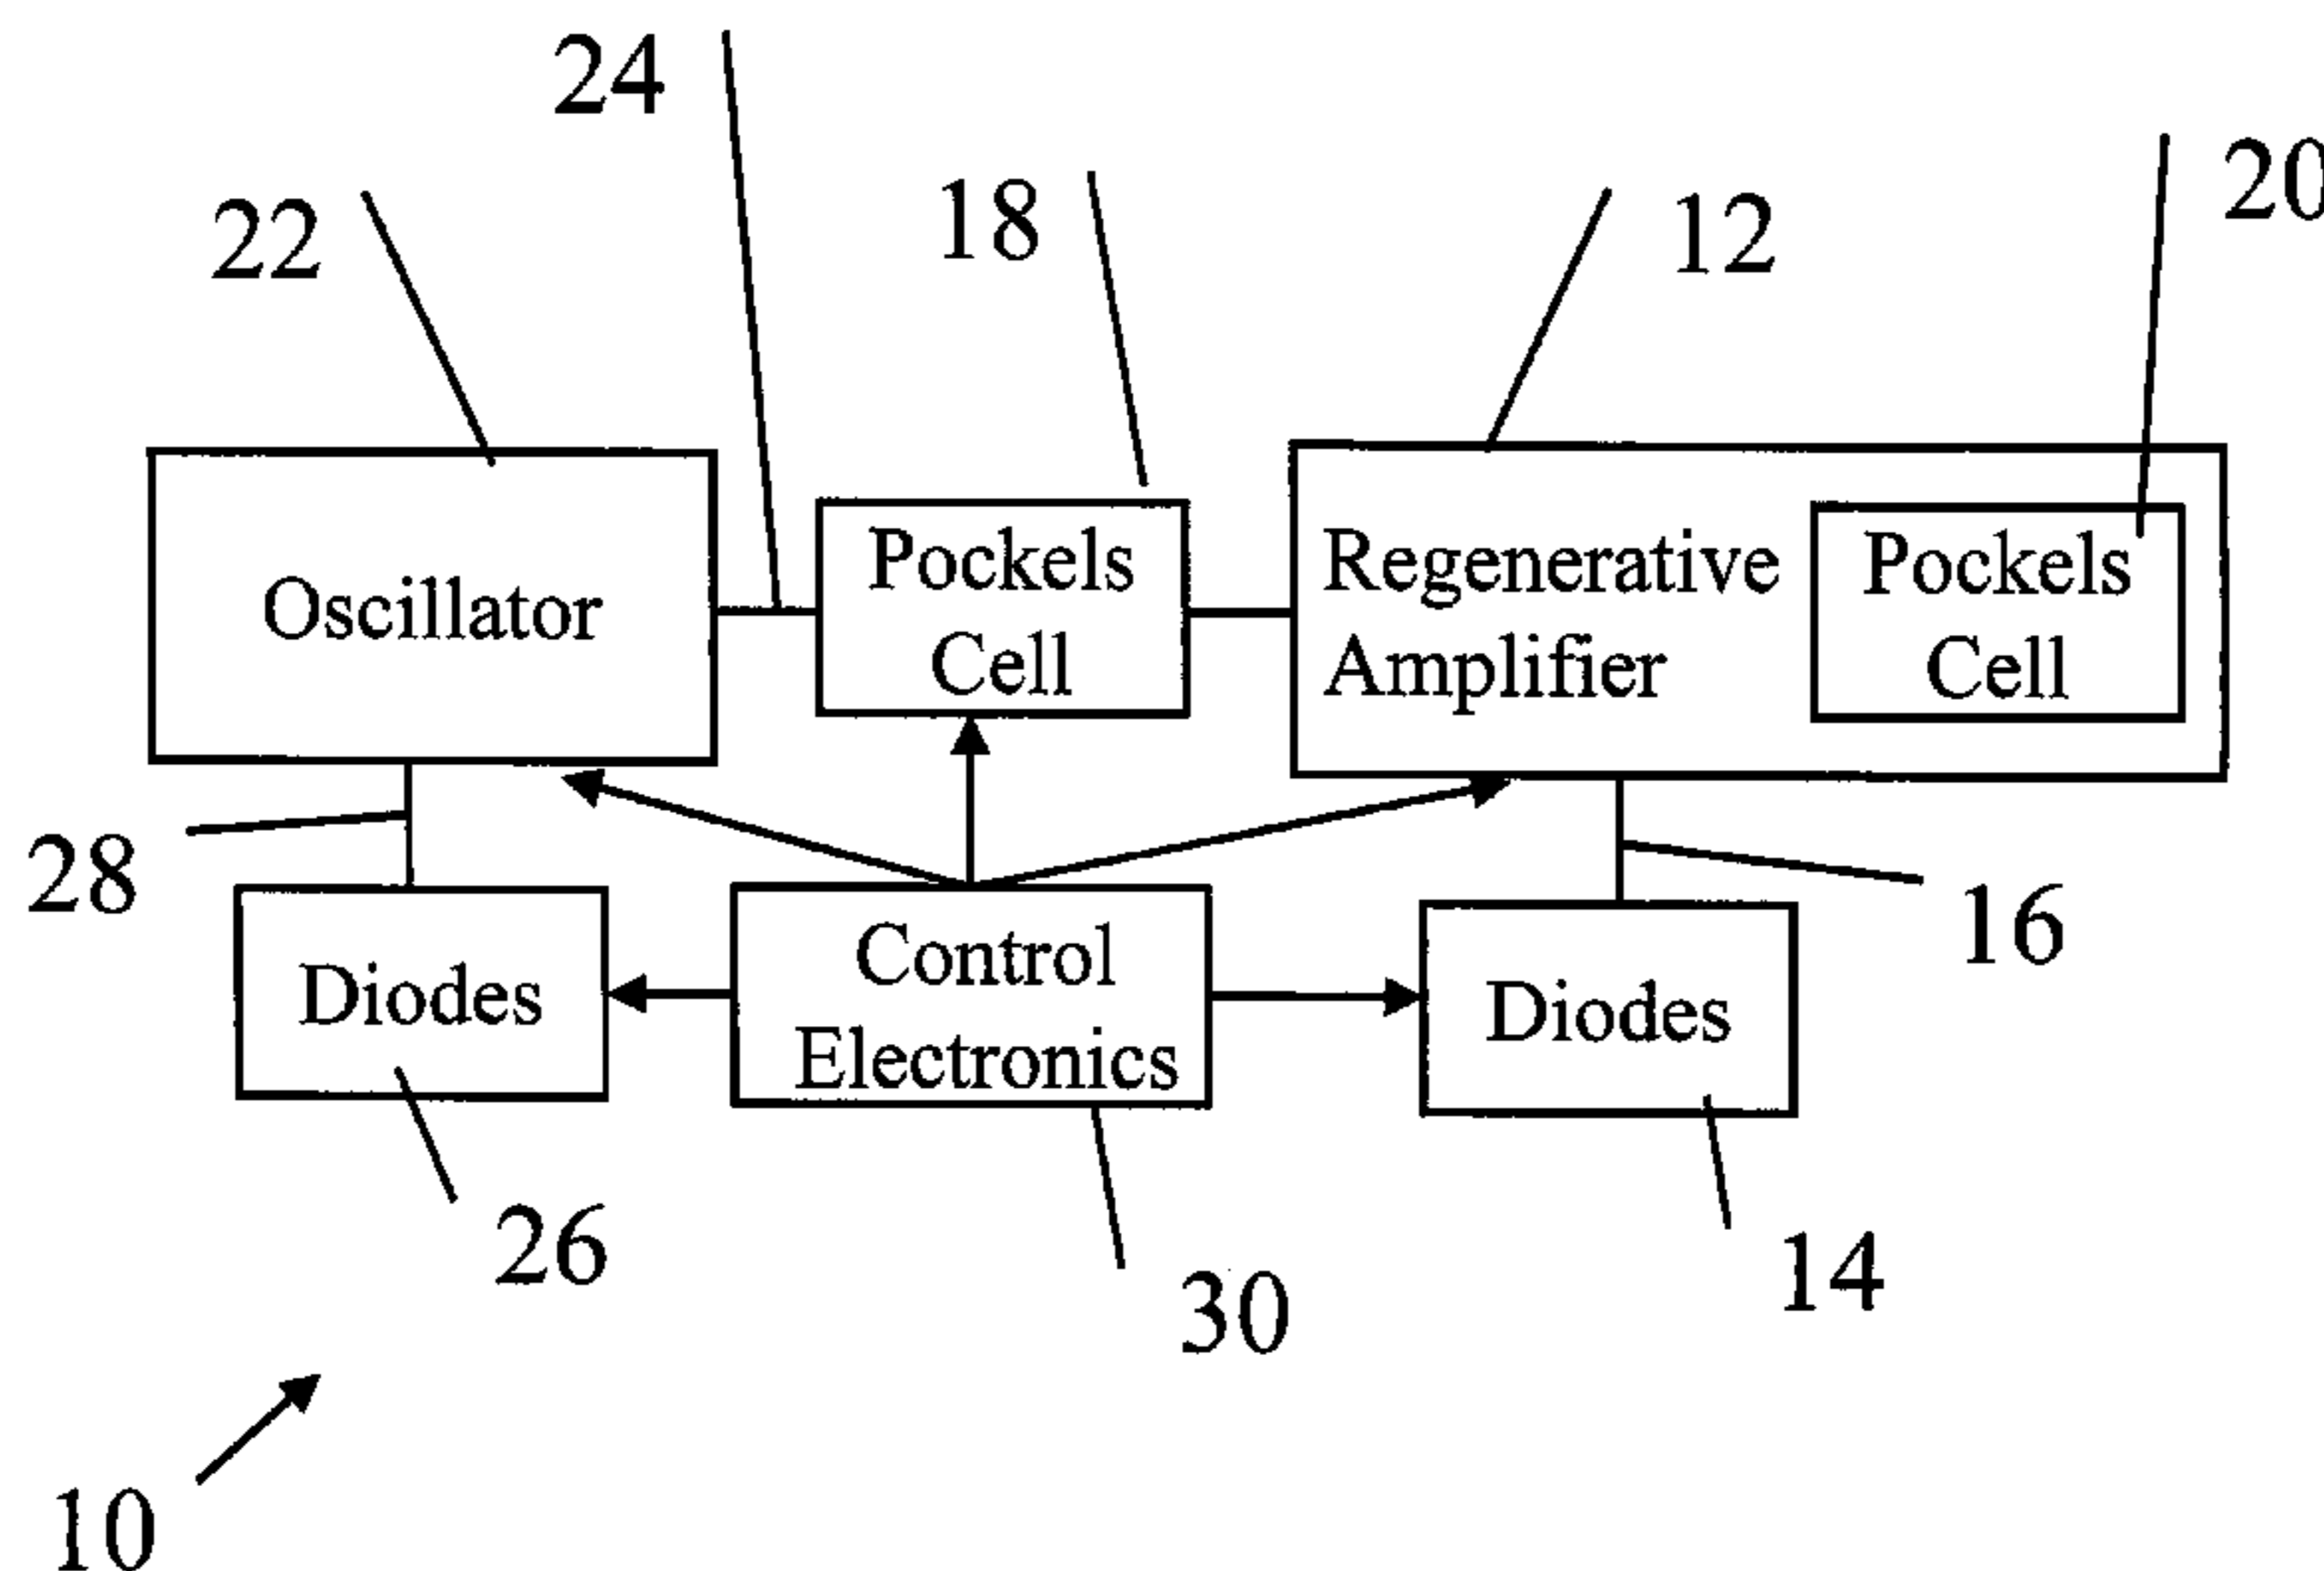 24
20
18
22
12
Oscillator
Pockels
Cell
Regenerative
Amplifier
Pockels
Cell
28
16
Diodes
Control
Electronics
Diodes
26
30
14
10